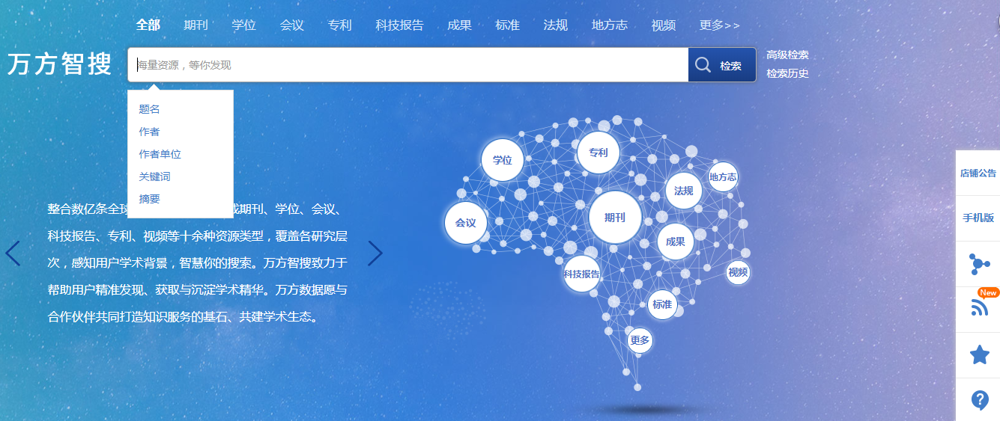 全部 期刊 学位 会议 专利 科技报告 成果 标准 法规 地方志 视频 更多>>
万方智搜
海量资源，等你发现
检索
高级检索
检索历史
题名
作者
作者单位
关键词
摘要
整合数亿条全球
成期刊、学位、会议、
科技报告、专利、视频等十余种资源类型，覆盖各研究层
次，感知用户学术背景，智慧你的搜索。万方智搜致力于
帮助用户精准发现、获取与沉淀学术精华。万方数据愿与
合作伙伴共同打造知识服务的基石、共建学术生态。
学位
专利
地方志
法规
会议
期刊
成果
科技报告
视频
标准
更多
店铺公告
手机版
New